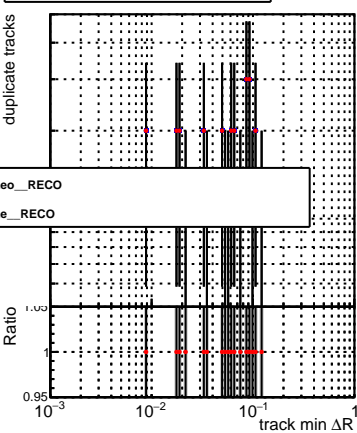 duplicate tracks
eo__RECO
e__RECO
1.05
Ratio
1
0.95
10⁻³
10⁻²
10⁻¹
1
track min ΔR